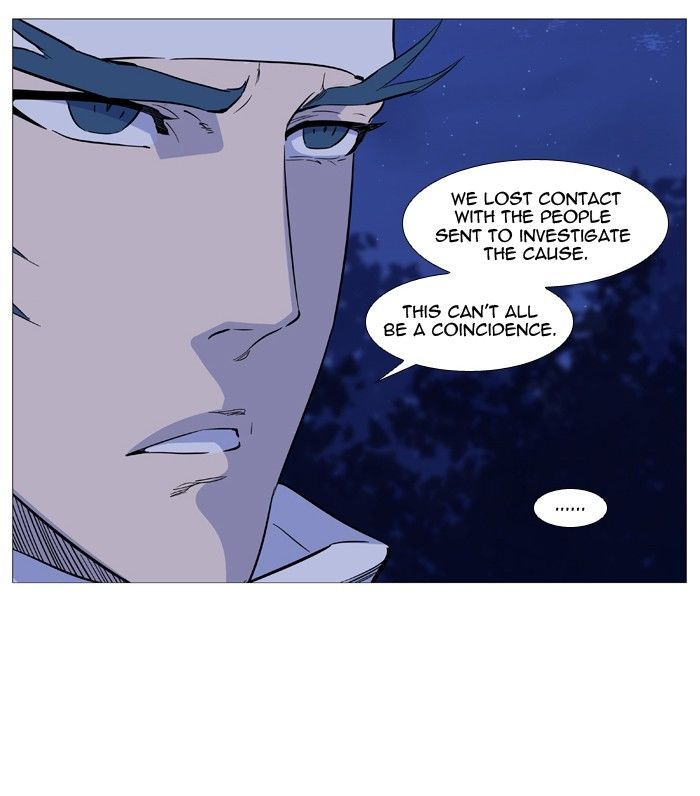 WE LOST CONTACT
WITH THE PEOPLE
SENT TO INVESTIGATE
THE CAUSE.
THIS CAN'T ALL
BE A COINCIDENCE.
......